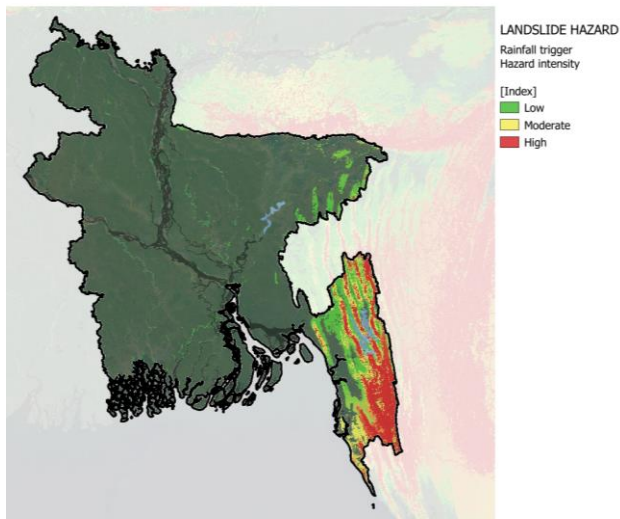 LANDSLIDE HAZARD
Rainfall trigger
Hazard intensity
[Index]
Low
Moderate
High